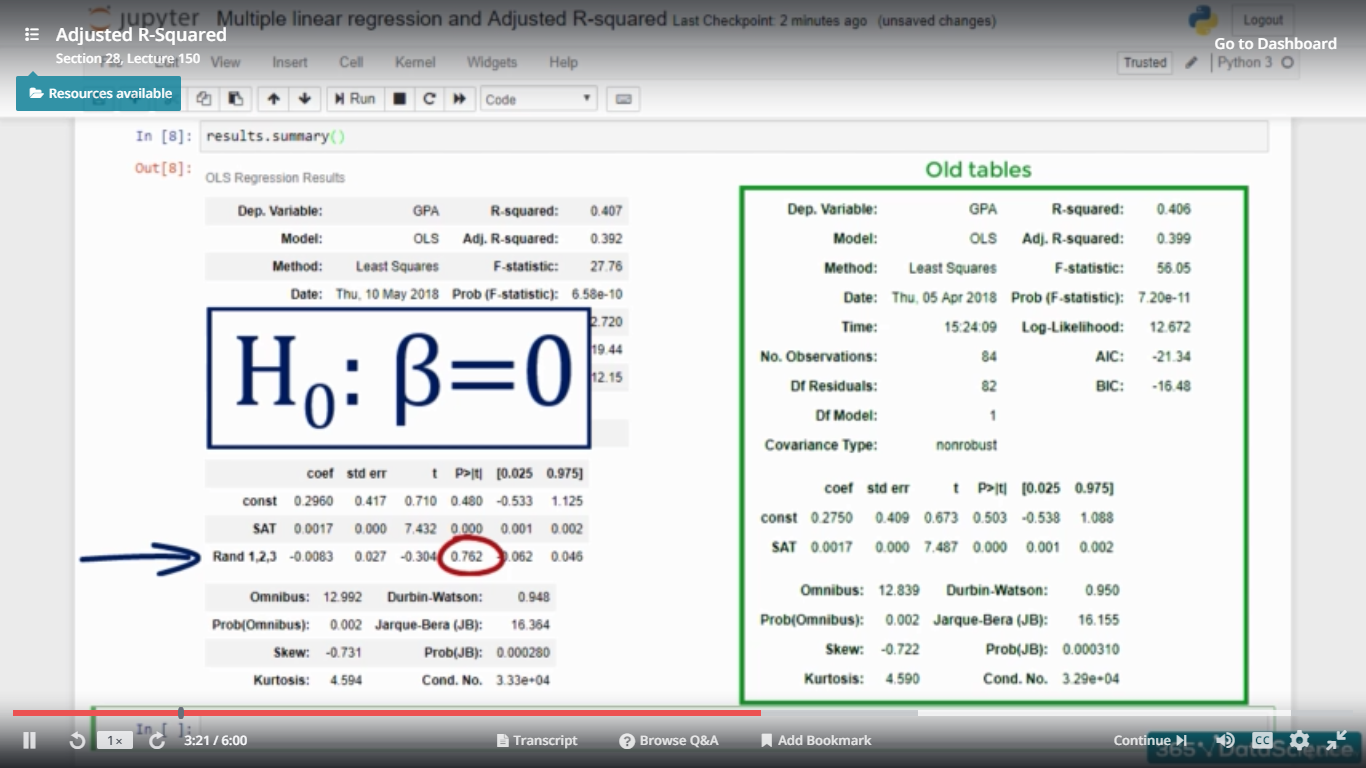 jupyter Multiple linear regression and Adjusted R-squared Last Checkpoint: 2 minutes ago (unsaved changes) Logout
Adjusted R-Squared
Go to Dashboard
Section 28, Lecture 150
View Insert Cell Kernel Widgets Help Trusted Python 3
Resources available
Run Code
In [8]: results.summary()
Out[8]: OLS Regression Results
Dep. Variable: GPA R-squared: 0.407
Model: OLS Adj. R-squared: 0.392
Method: Least Squares F-statistic: 27.76
Date: Thu, 10 May 2018 Prob (F-statistic): 6.58e-10
2.720
19.44
12.15
H₀: β=0
coef std err t P>|t| [0.025 0.975]
const 0.2960 0.417 0.710 0.480 -0.533 1.125
SAT 0.0017 0.000 7.432 0.000 0.001 0.002
Rand 1,2,3 -0.0083 0.027 -0.304 0.762 -0.062 0.046
Omnibus: 12.992 Durbin-Watson: 0.948
Prob(Omnibus): 0.002 Jarque-Bera (JB): 16.364
Skew: -0.731 Prob(JB): 0.000280
Kurtosis: 4.594 Cond. No. 3.33e+04
Old tables
Dep. Variable: GPA R-squared: 0.406
Model: OLS Adj. R-squared: 0.399
Method: Least Squares F-statistic: 56.05
Date: Thu, 05 Apr 2018 Prob (F-statistic): 7.20e-11
Time: 15:24:09 Log-Likelihood: 12.672
No. Observations: 84 AIC: -21.34
Df Residuals: 82 BIC: -16.48
Df Model: 1
Covariance Type: nonrobust
coef std err t P>|t| [0.025 0.975]
const 0.2750 0.409 0.673 0.503 -0.538 1.088
SAT 0.0017 0.000 7.487 0.000 0.001 0.002
Omnibus: 12.839 Durbin-Watson: 0.950
Prob(Omnibus): 0.002 Jarque-Bera (JB): 16.155
Skew: -0.722 Prob(JB): 0.000310
Kurtosis: 4.590 Cond. No. 3.29e+04
In [ ]:
1× 3:21 / 6:00 Transcript Browse Q&A Add Bookmark Continue CC
365 DataScience